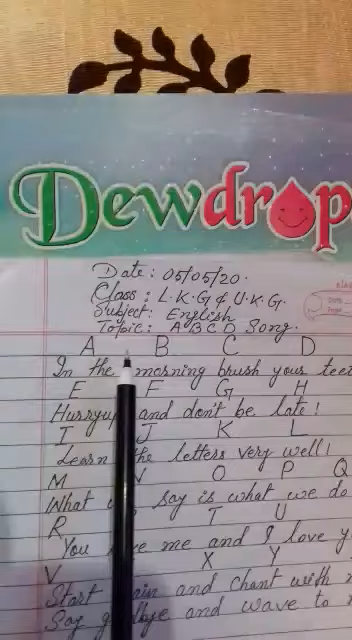 Dewdrop
Date: 05/05/20.
Class: L.K.G & U.K.G.
Subject: English
Topic: A B C D Song.
A B C D
In the morning brush your
E F G H
Hurryup and don't be late!
I J K L
Learn the letters very well!
M O P Q
What say is what we do
R T U
You me and I love
V X Y
Start and chant with
Say and wave to